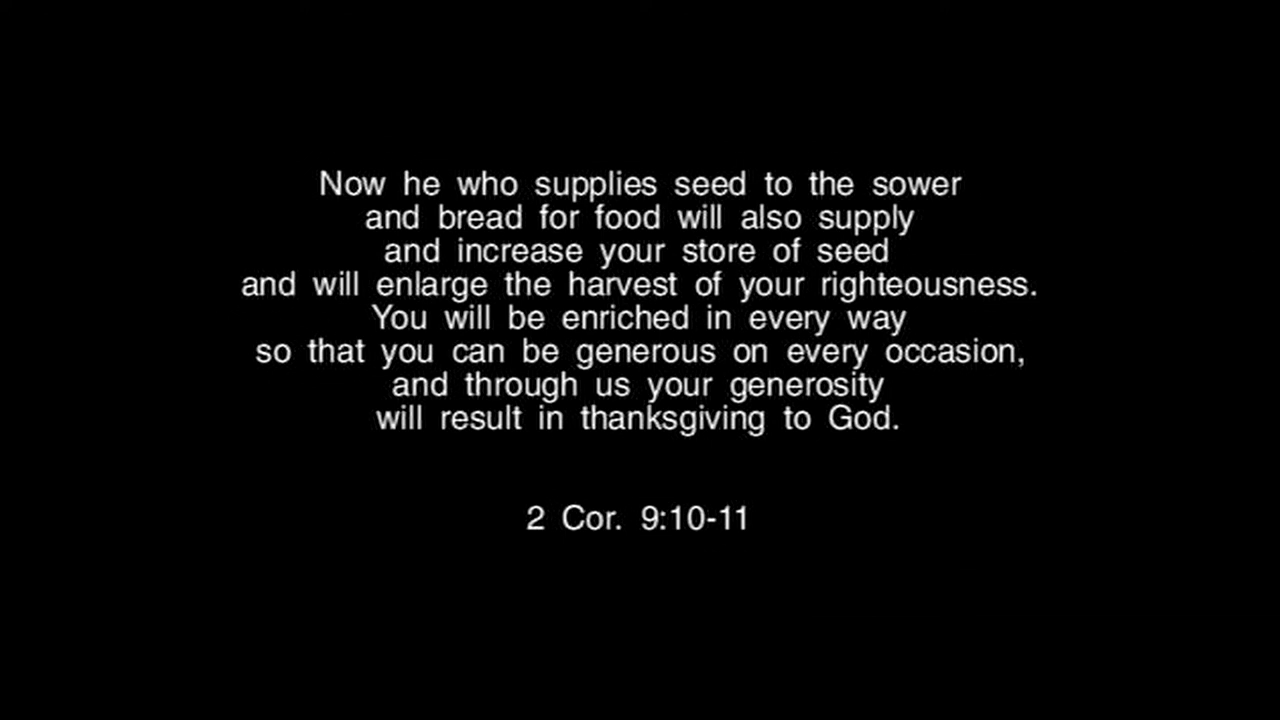 Now he who supplies seed to the sower
and bread for food will also supply
and increase your store of seed
and will enlarge the harvest of your righteousness.
You will be enriched in every way
so that you can be generous on every occasion,
and through us your generosity
will result in thanksgiving to God.
2 Cor. 9:10-11